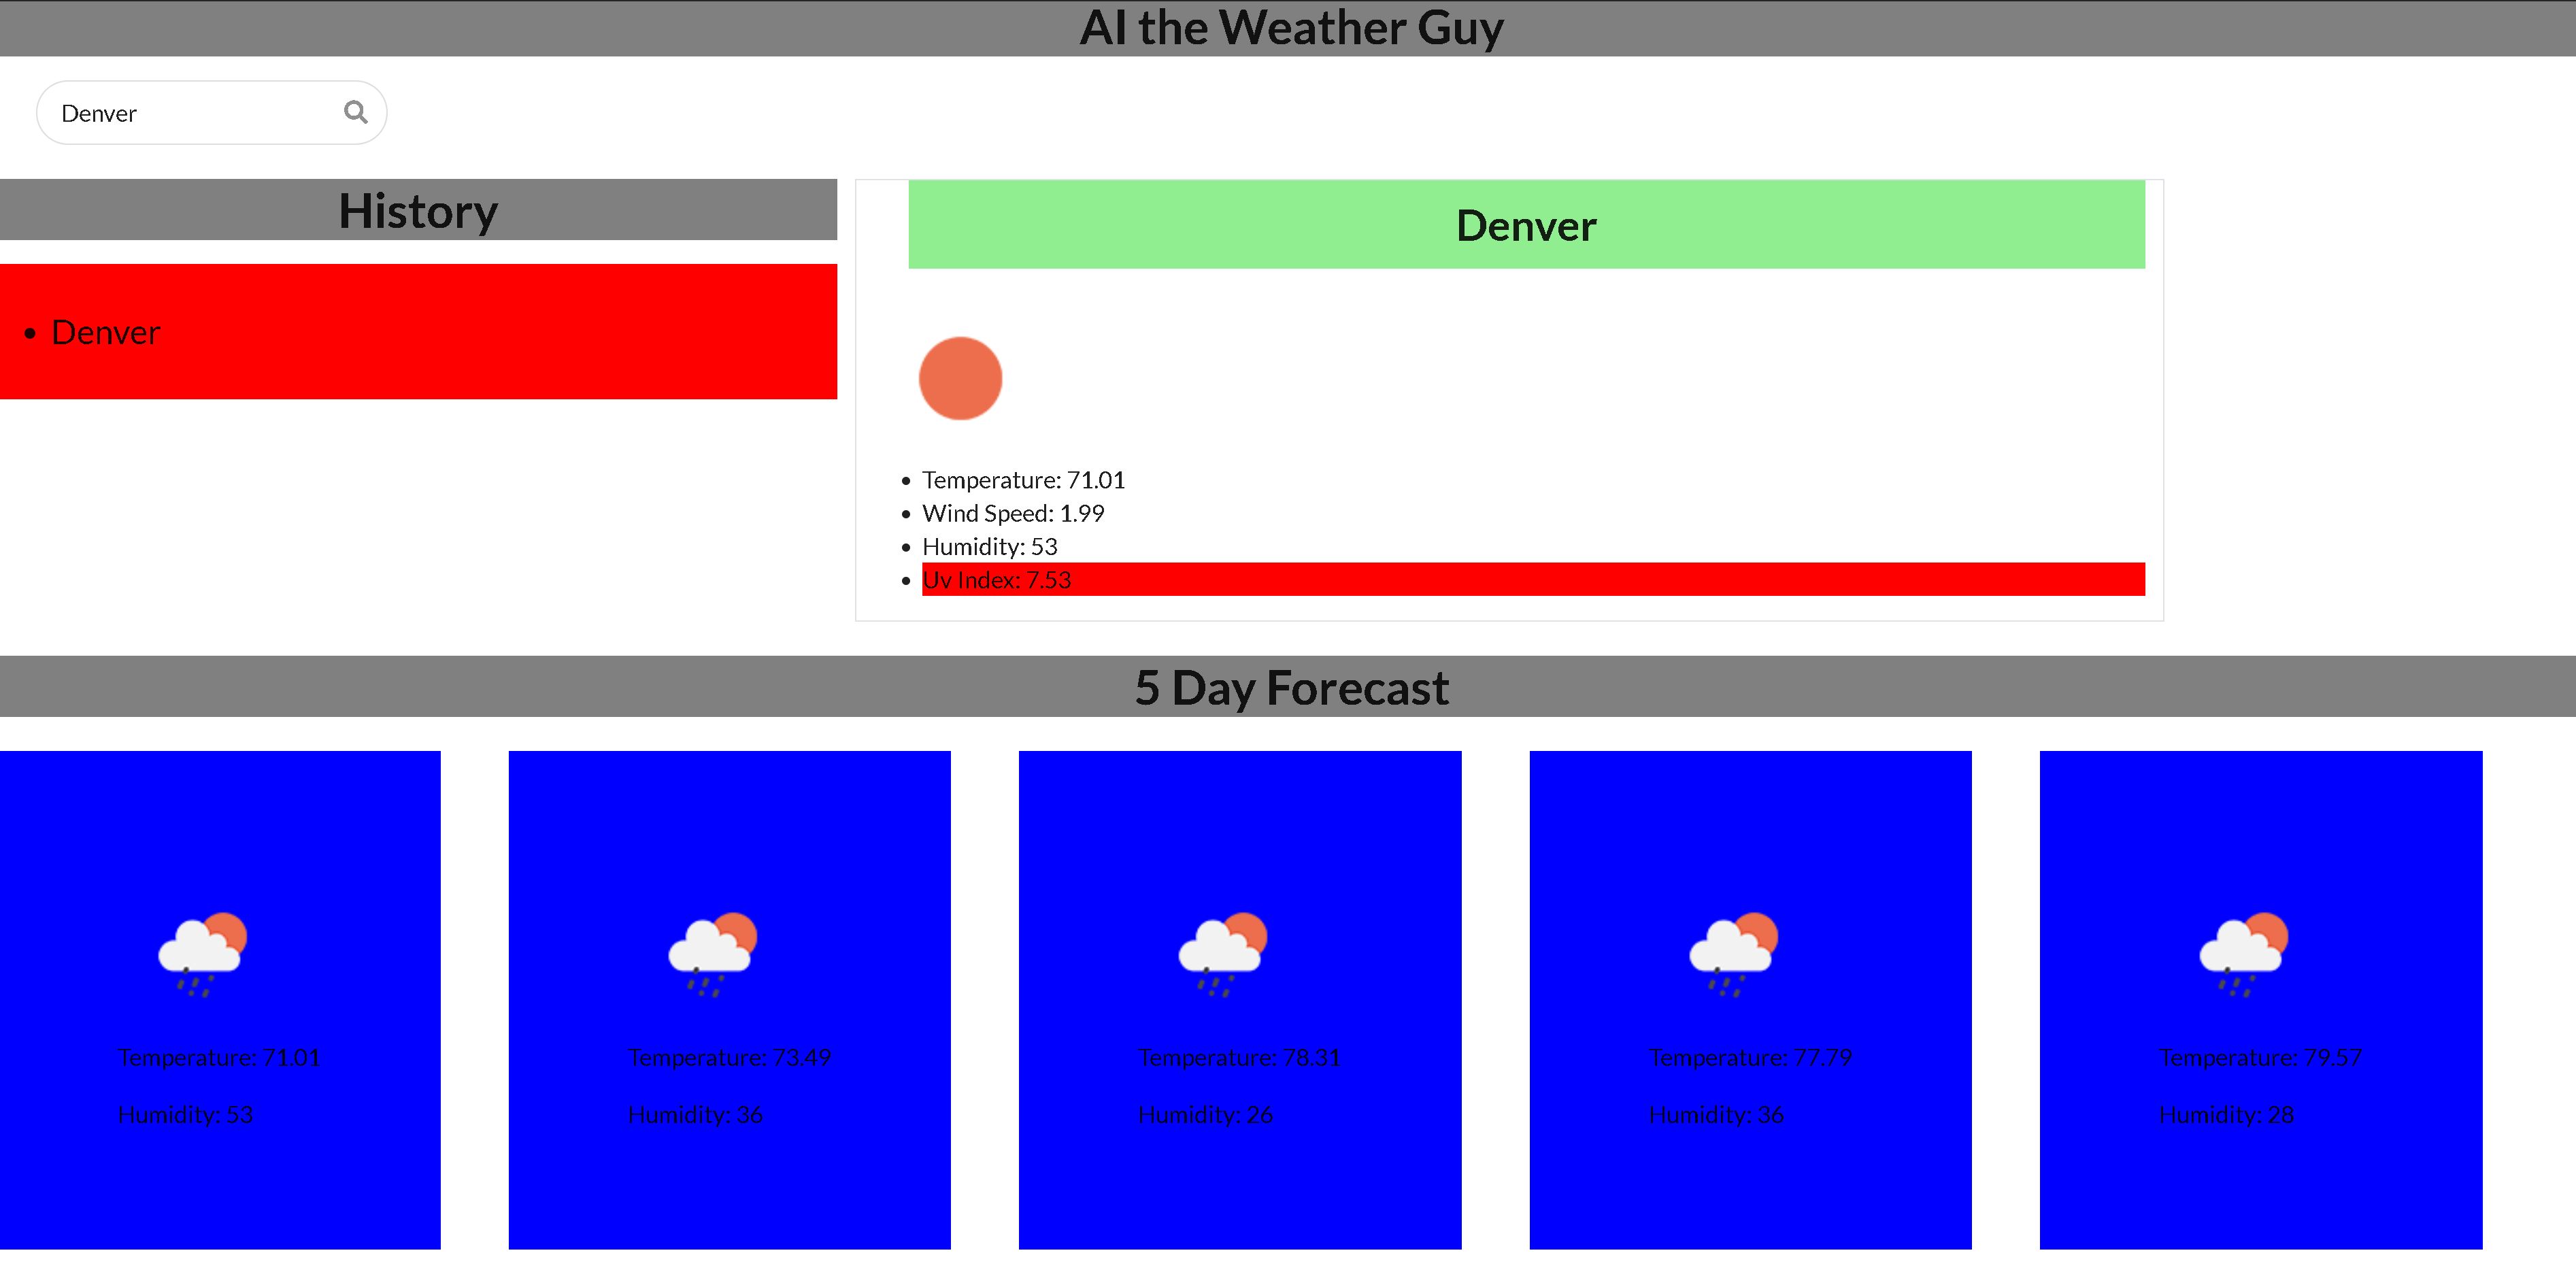 Al the Weather Guy
Denver
History
• Denver
Denver
• Temperature: 71.01
• Wind Speed: 1.99
• Humidity: 53
• Uv Index: 7.53
5 Day Forecast
Temperature: 71.01
Humidity: 53
Temperature: 73.49
Humidity: 36
Temperature: 78.31
Humidity: 26
Temperature: 77.79
Humidity: 36
Temperature: 79.57
Humidity: 28